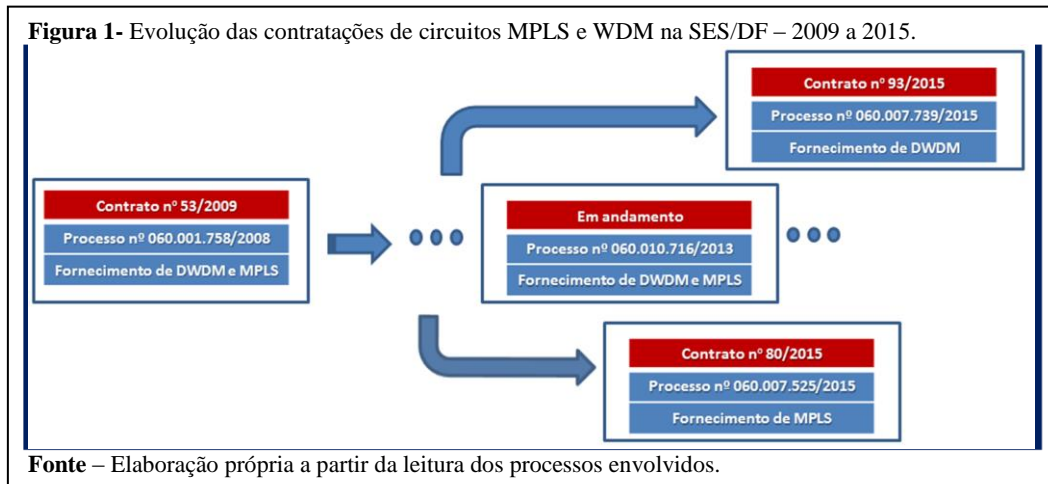 Figura 1- Evolução das contratações de circuitos MPLS e WDM na SES/DF – 2009 a 2015.
Contrato nº 93/2015
Processo nº 060.007.739/2015
Fornecimento de DWDM
Contrato nº 53/2009
Processo nº 060.001.758/2008
Fornecimento de DWDM e MPLS
Em andamento
Processo nº 060.010.716/2013
Fornecimento de DWDM e MPLS
Contrato nº 80/2015
Processo nº 060.007.525/2015
Fornecimento de MPLS
Fonte – Elaboração própria a partir da leitura dos processos envolvidos.